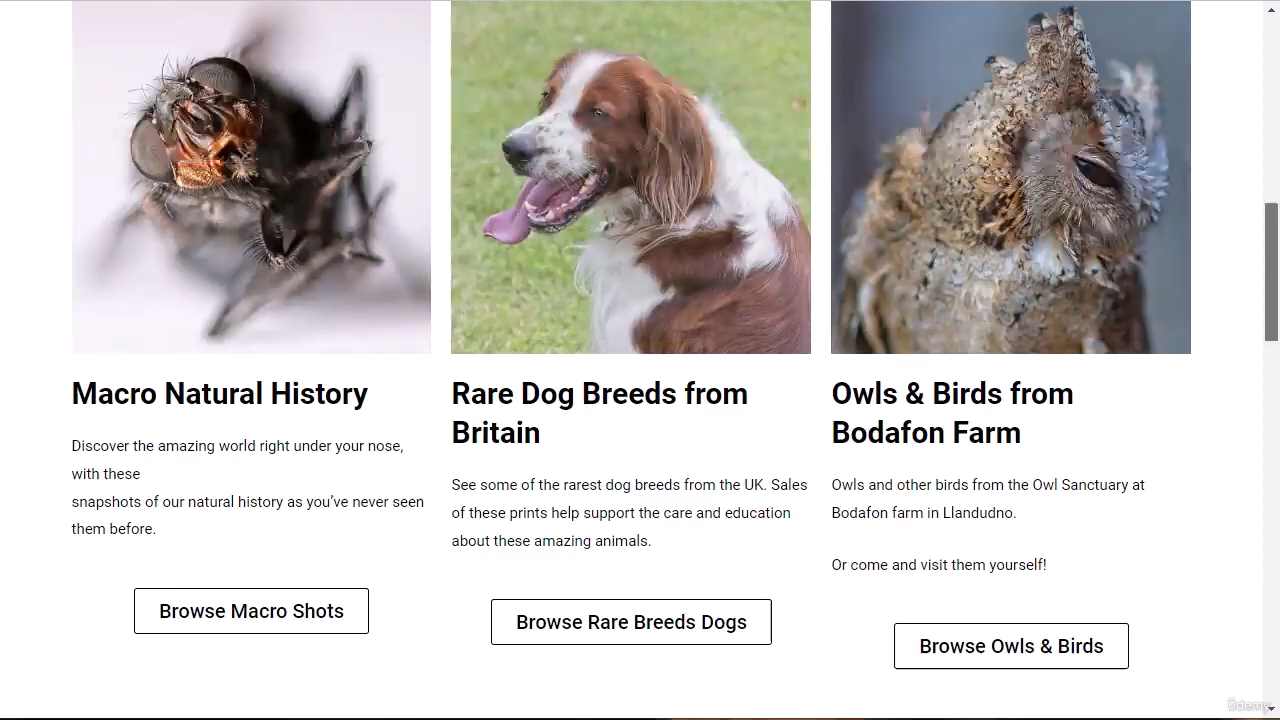 Macro Natural History
Discover the amazing world right under your nose,
with these
snapshots of our natural history as you’ve never seen
them before.
Browse Macro Shots
Rare Dog Breeds from
Britain
See some of the rarest dog breeds from the UK. Sales
of these prints help support the care and education
about these amazing animals.
Browse Rare Breeds Dogs
Owls & Birds from
Bodafon Farm
Owls and other birds from the Owl Sanctuary at
Bodafon farm in Llandudno.
Or come and visit them yourself!
Browse Owls & Birds
Udemy